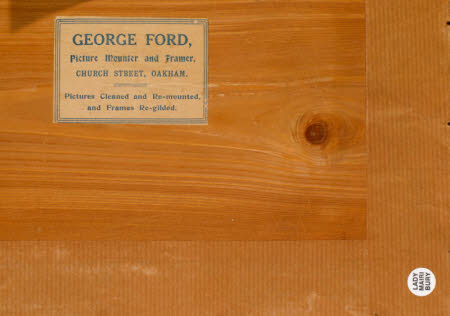 GEORGE FORD,
Picture Mounter and Framer,
CHURCH STREET, OAKHAM.
Pictures Cleaned and Re-mounted,
and Frames Re-gilded.
LADY
MAIRI
BURY